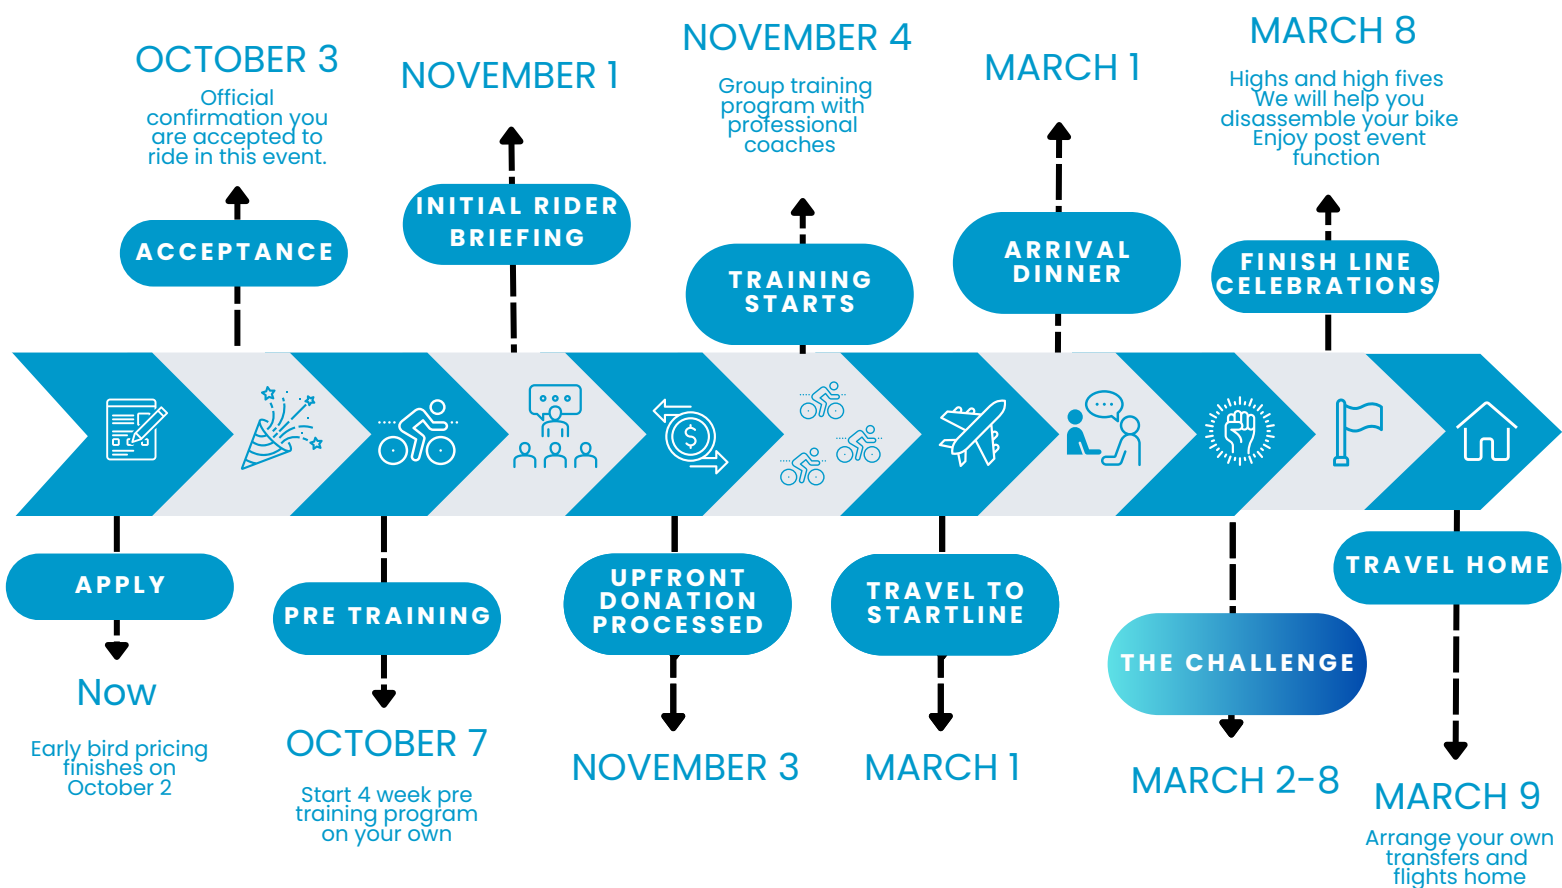 OCTOBER 3
Official
confirmation you
are accepted to
ride in this event.
ACCEPTANCE
NOVEMBER 1
INITIAL RIDER
BRIEFING
NOVEMBER 4
Group training
program with
professional
coaches
TRAINING
STARTS
MARCH 1
ARRIVAL
DINNER
MARCH 8
Highs and high fives
We will help you
disassemble your bike
Enjoy post event
function
FINISH LINE
CELEBRATIONS
$
APPLY
Now
Early bird pricing
finishes on
October 2
PRE TRAINING
OCTOBER 7
Start 4 week pre
training program
on your own
UPFRONT
DONATION
PROCESSED
NOVEMBER 3
TRAVEL TO
STARTLINE
MARCH 1
THE CHALLENGE
MARCH 2-8
TRAVEL HOME
MARCH 9
Arrange your own
transfers and
flights home